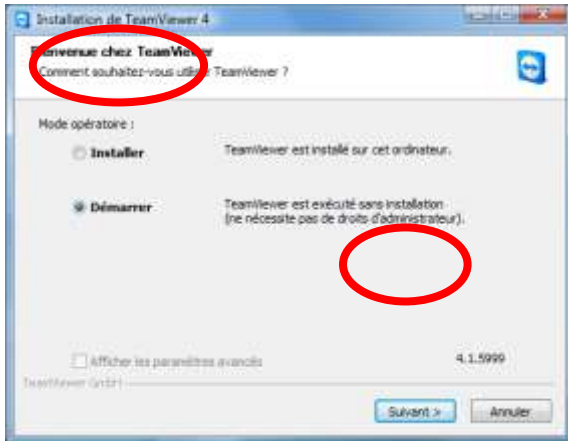 Installation de TeamViewer 4
Bienvenue chez TeamViewer
Comment souhaitez-vous utiliser TeamViewer ?
Mode opératoire :
Installer
TeamViewer est installé sur cet ordinateur.
Démarrer
TeamViewer est exécuté sans installation
(ne nécessite pas de droits d'administrateur).
Afficher les paramètres avancés
4.1.5999
TeamViewer GmbH
Suivant >
Annuler